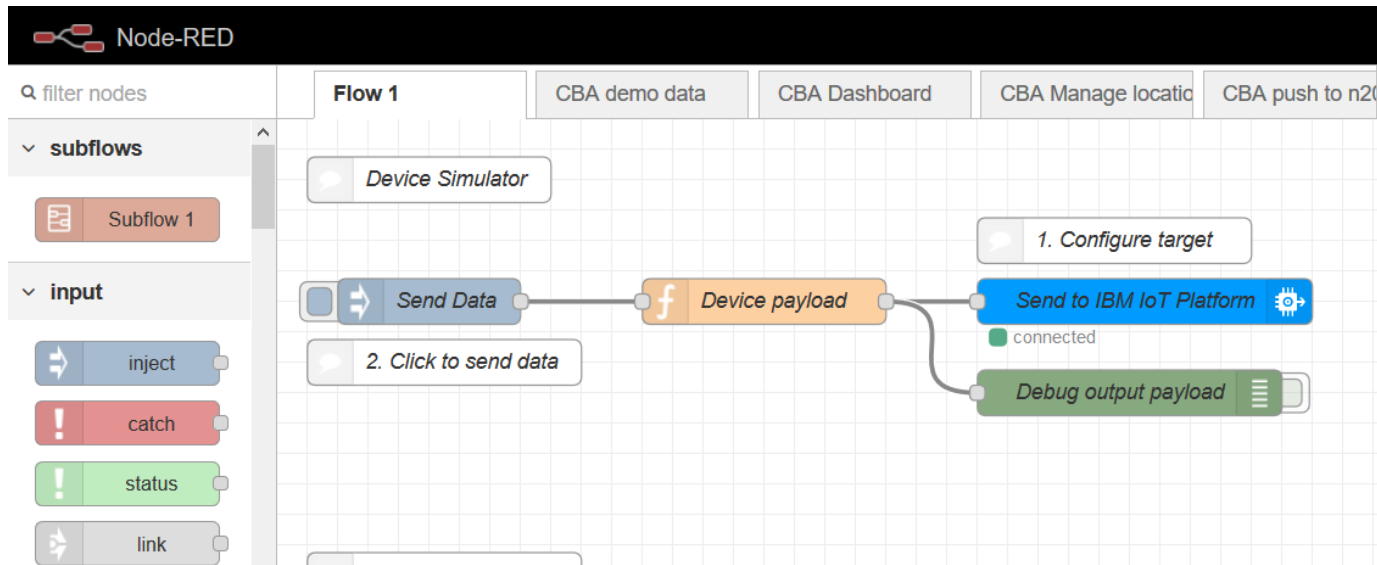 Node-RED
filter nodes
Flow 1
CBA demo data
CBA Dashboard
CBA Manage locatio
CBA push to n20
subflows
Subflow 1
input
inject
catch
status
link
Device Simulator
1. Configure target
Send Data
Device payload
Send to IBM IoT Platform
connected
2. Click to send data
Debug output payload